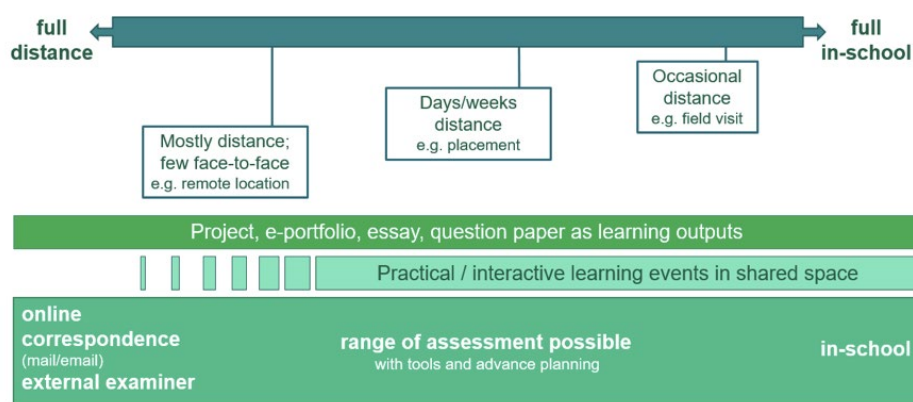 full
distance
full
in-school
Mostly distance;
few face-to-face
e.g. remote location
Days/weeks
distance
e.g. placement
Occasional
distance
e.g. field visit
Project, e-portfolio, essay, question paper as learning outputs
Practical / interactive learning events in shared space
online
correspondence
(mail/email)
external examiner
range of assessment possible
with tools and advance planning
in-school